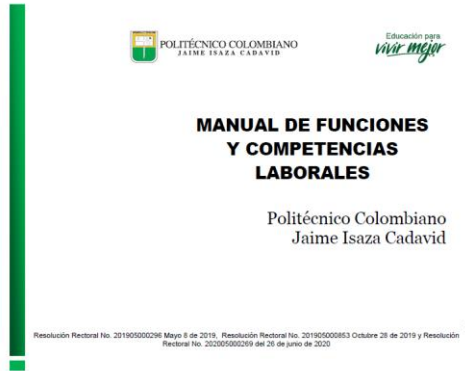 POLITÉCNICO COLOMBIANO
JAIME ISAZA CADAVID
Educación para
vivir mejor
MANUAL DE FUNCIONES
Y COMPETENCIAS
LABORALES
Politécnico Colombiano
Jaime Isaza Cadavid
Resolución Rectoral No. 201905000296 Mayo 8 de 2019, Resolución Rectoral No. 201905000853 Octubre 28 de 2019 y Resolución
Rectoral No. 202005000269 del 26 de junio de 2020